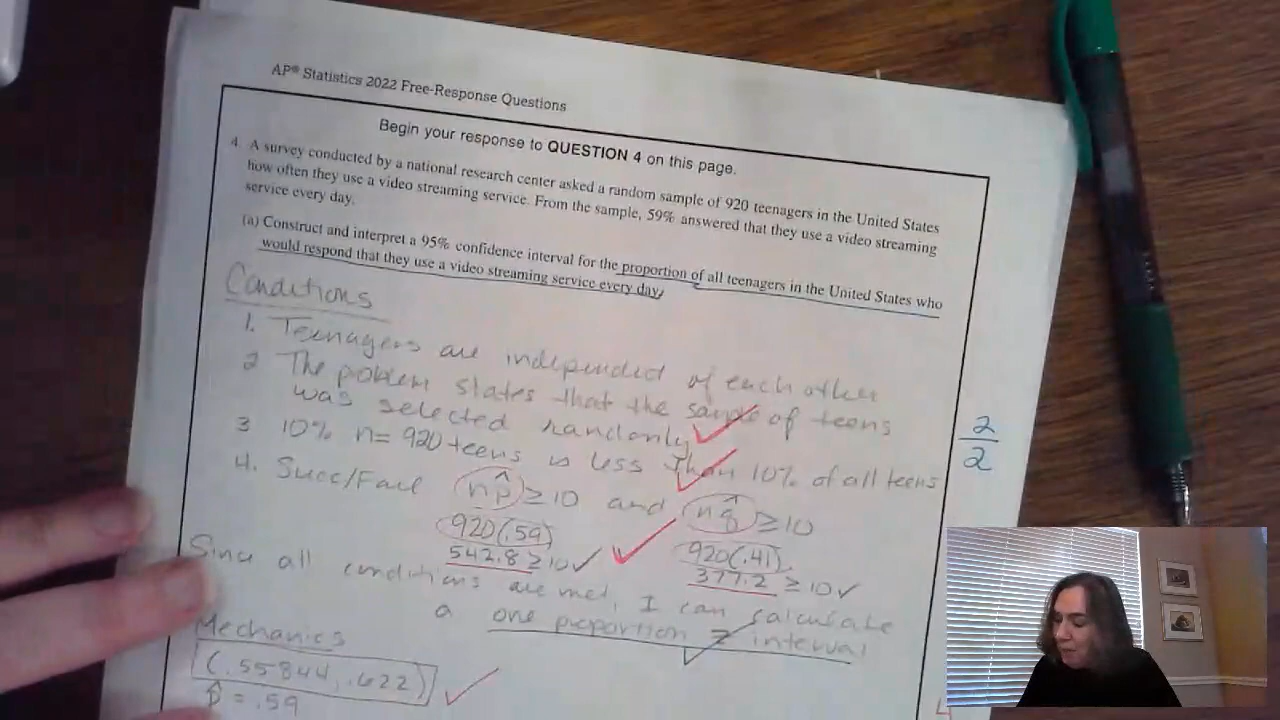 AP® Statistics 2022 Free-Response Questions
Begin your response to QUESTION 4 on this page.
4. A survey conducted by a national research center asked a random sample of 920 teenagers in the United States
how often they use a video streaming service. From the sample, 59% answered that they use a video streaming
service every day.
(a) Construct and interpret a 95% confidence interval for the proportion of all teenagers in the United States who
would respond that they use a video streaming service every day.
Conditions
1. Teenagers are independent of each other
2 The problem states that the sample of teens
was selected randomly
3 10% n=920 teens is less than 10% of all teens
4. Succ/Fail np̂ ≥ 10 and nq̂ ≥ 10
920(.59) 920(.41)
542.8 ≥ 10 ✓ 377.2 ≥ 10 ✓
2
2
Since all conditions are met, I can calculate
a one proportion z interval
Mechanics
(.55844, .622)
p̂ = .59